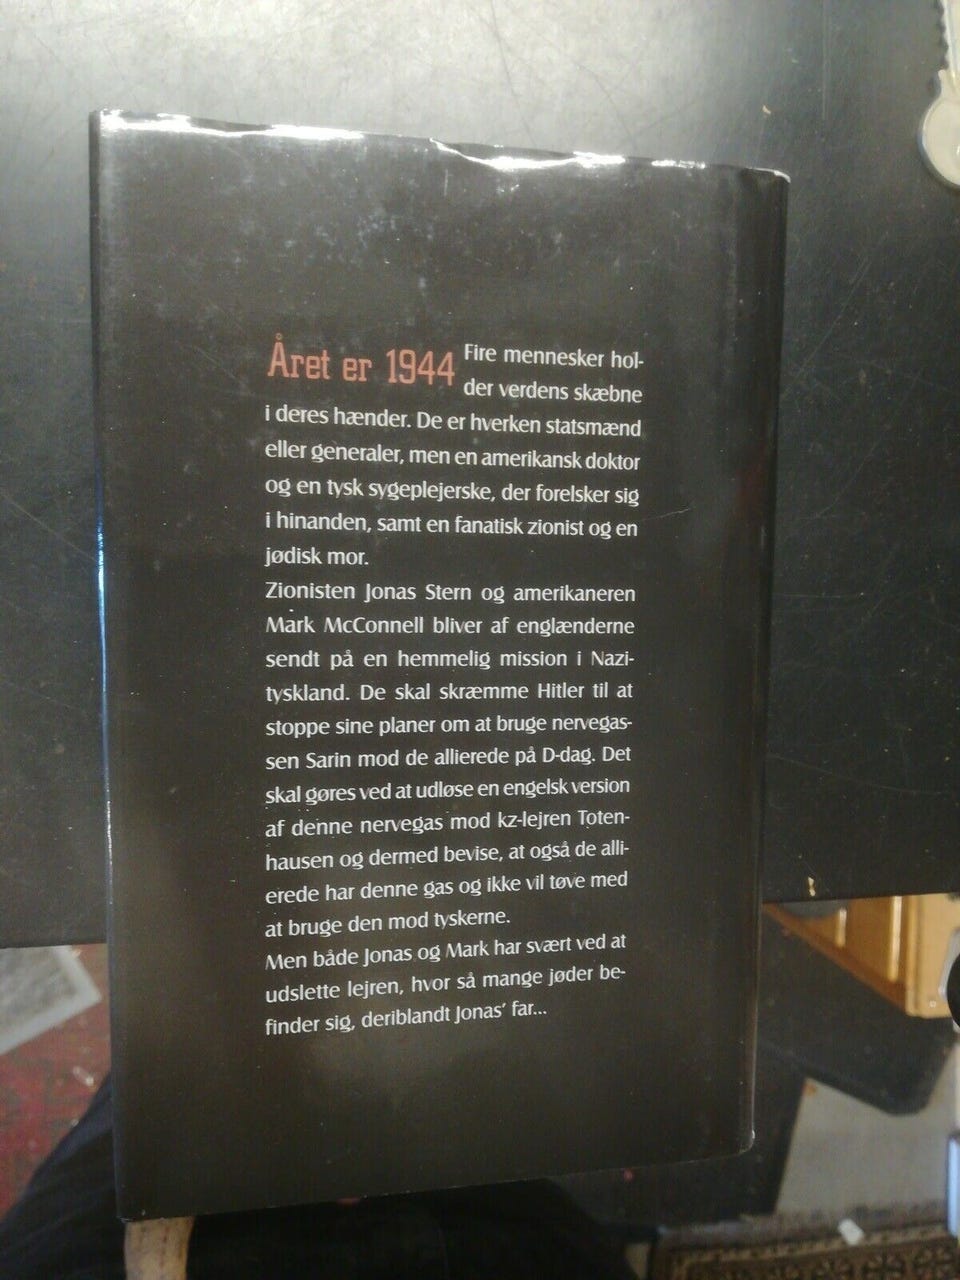 Året er 1944 Fire mennesker hol-
der verdens skæbne
i deres hænder. De er hverken statsmænd
eller generaler, men en amerikansk doktor
og en tysk sygeplejerske, der forelsker sig
i hinanden, samt en fanatisk zionist og en
jødisk mor.
Zionisten Jonas Stern og amerikaneren
Mark McConnell bliver af englænderne
sendt på en hemmelig mission i Nazi-
tyskland. De skal skræmme Hitler til at
stoppe sine planer om at bruge nervegas-
sen Sarin mod de allierede på D-dag. Det
skal gøres ved at udløse en engelsk version
af denne nervegas mod kz-lejren Toten-
hausen og dermed bevise, at også de alli-
erede har denne gas og ikke vil tøve med
at bruge den mod tyskerne.
Men både Jonas og Mark har svært ved at
udslette lejren, hvor så mange jøder be-
finder sig, deriblandt Jonas' far...